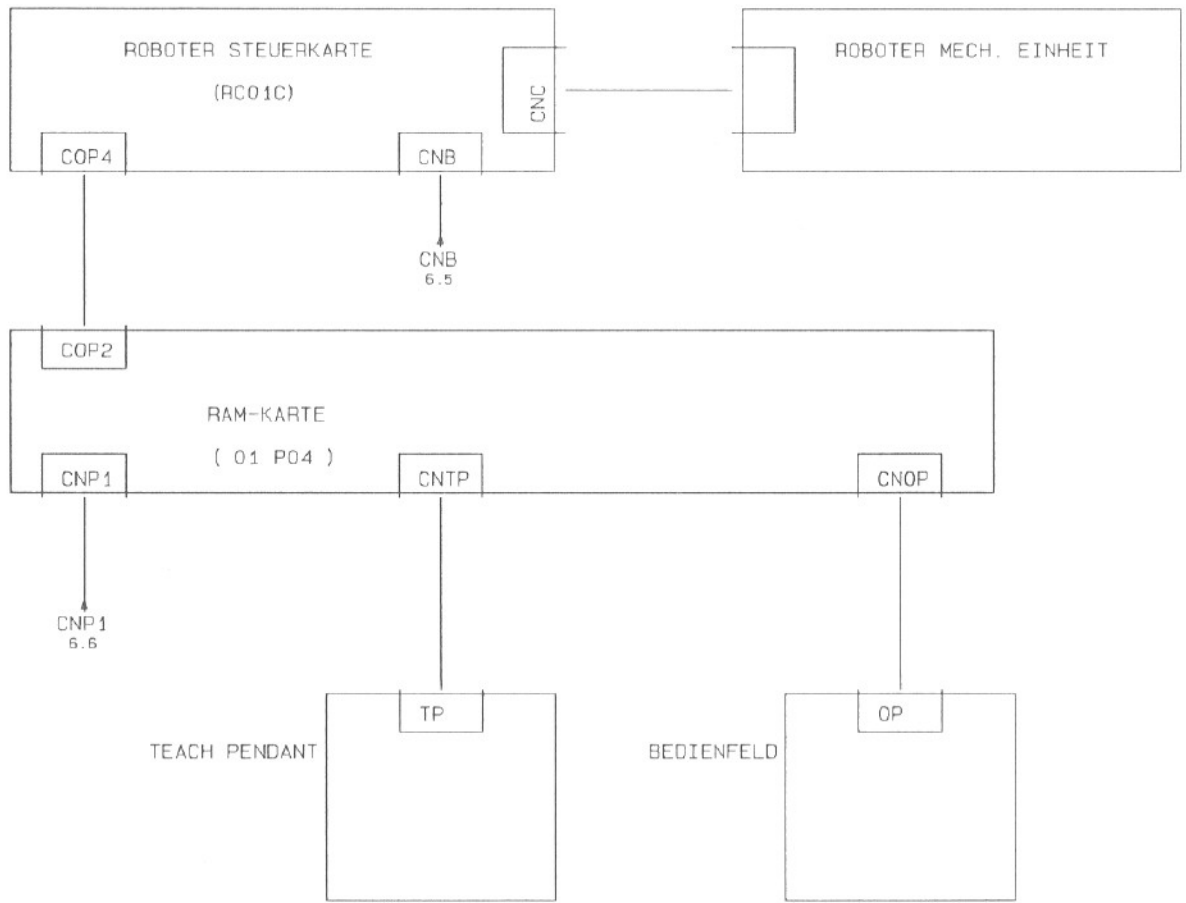 ROBOTER STEUERKARTE
(RC01C)
CNC
ROBOTER MECH. EINHEIT
COP4
CNB
CNB
6.5
COP2
RAM-KARTE
( 01 P04 )
CNP1
CNTP
CNOP
CNP1
6.6
TP
OP
TEACH PENDANT
BEDIENFELD